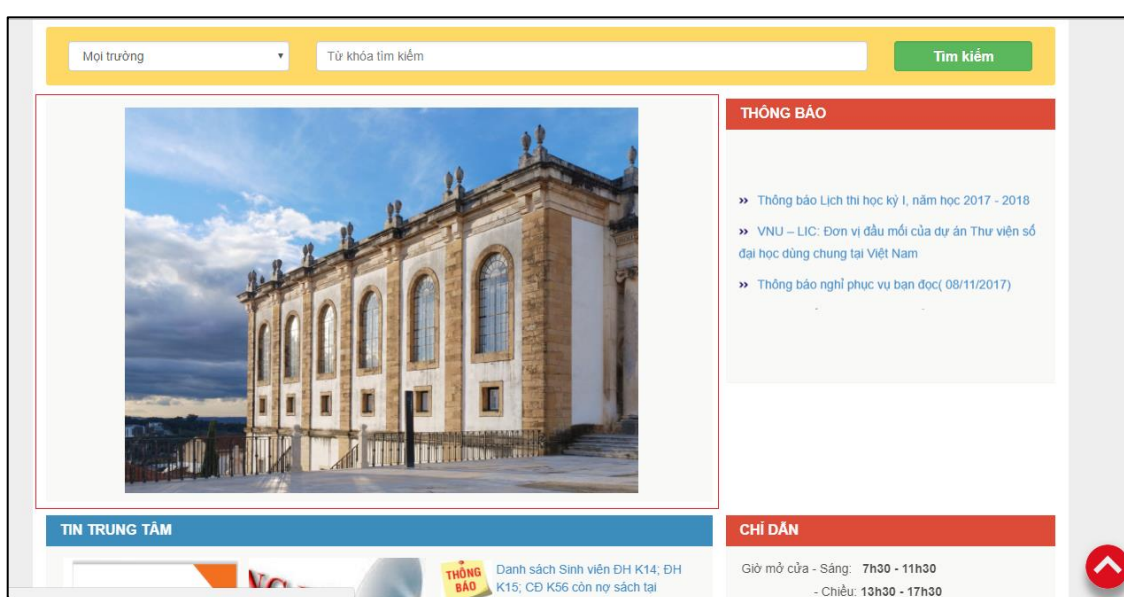 Mọi trường
Từ khóa tìm kiếm
Tìm kiếm
THÔNG BÁO
» Thông báo Lịch thi học kỳ I, năm học 2017 - 2018
» VNU – LIC: Đơn vị đầu mối của dự án Thư viện số
đại học dùng chung tại Việt Nam
» Thông báo nghỉ phục vụ bạn đọc( 08/11/2017)
TIN TRUNG TÂM
THÔNG
BÁO
Danh sách Sinh viên ĐH K14; ĐH
K15; CĐ K56 còn nợ sách tại
CHỈ DẪN
Giờ mở cửa - Sáng: 7h30 - 11h30
- Chiều: 13h30 - 17h30